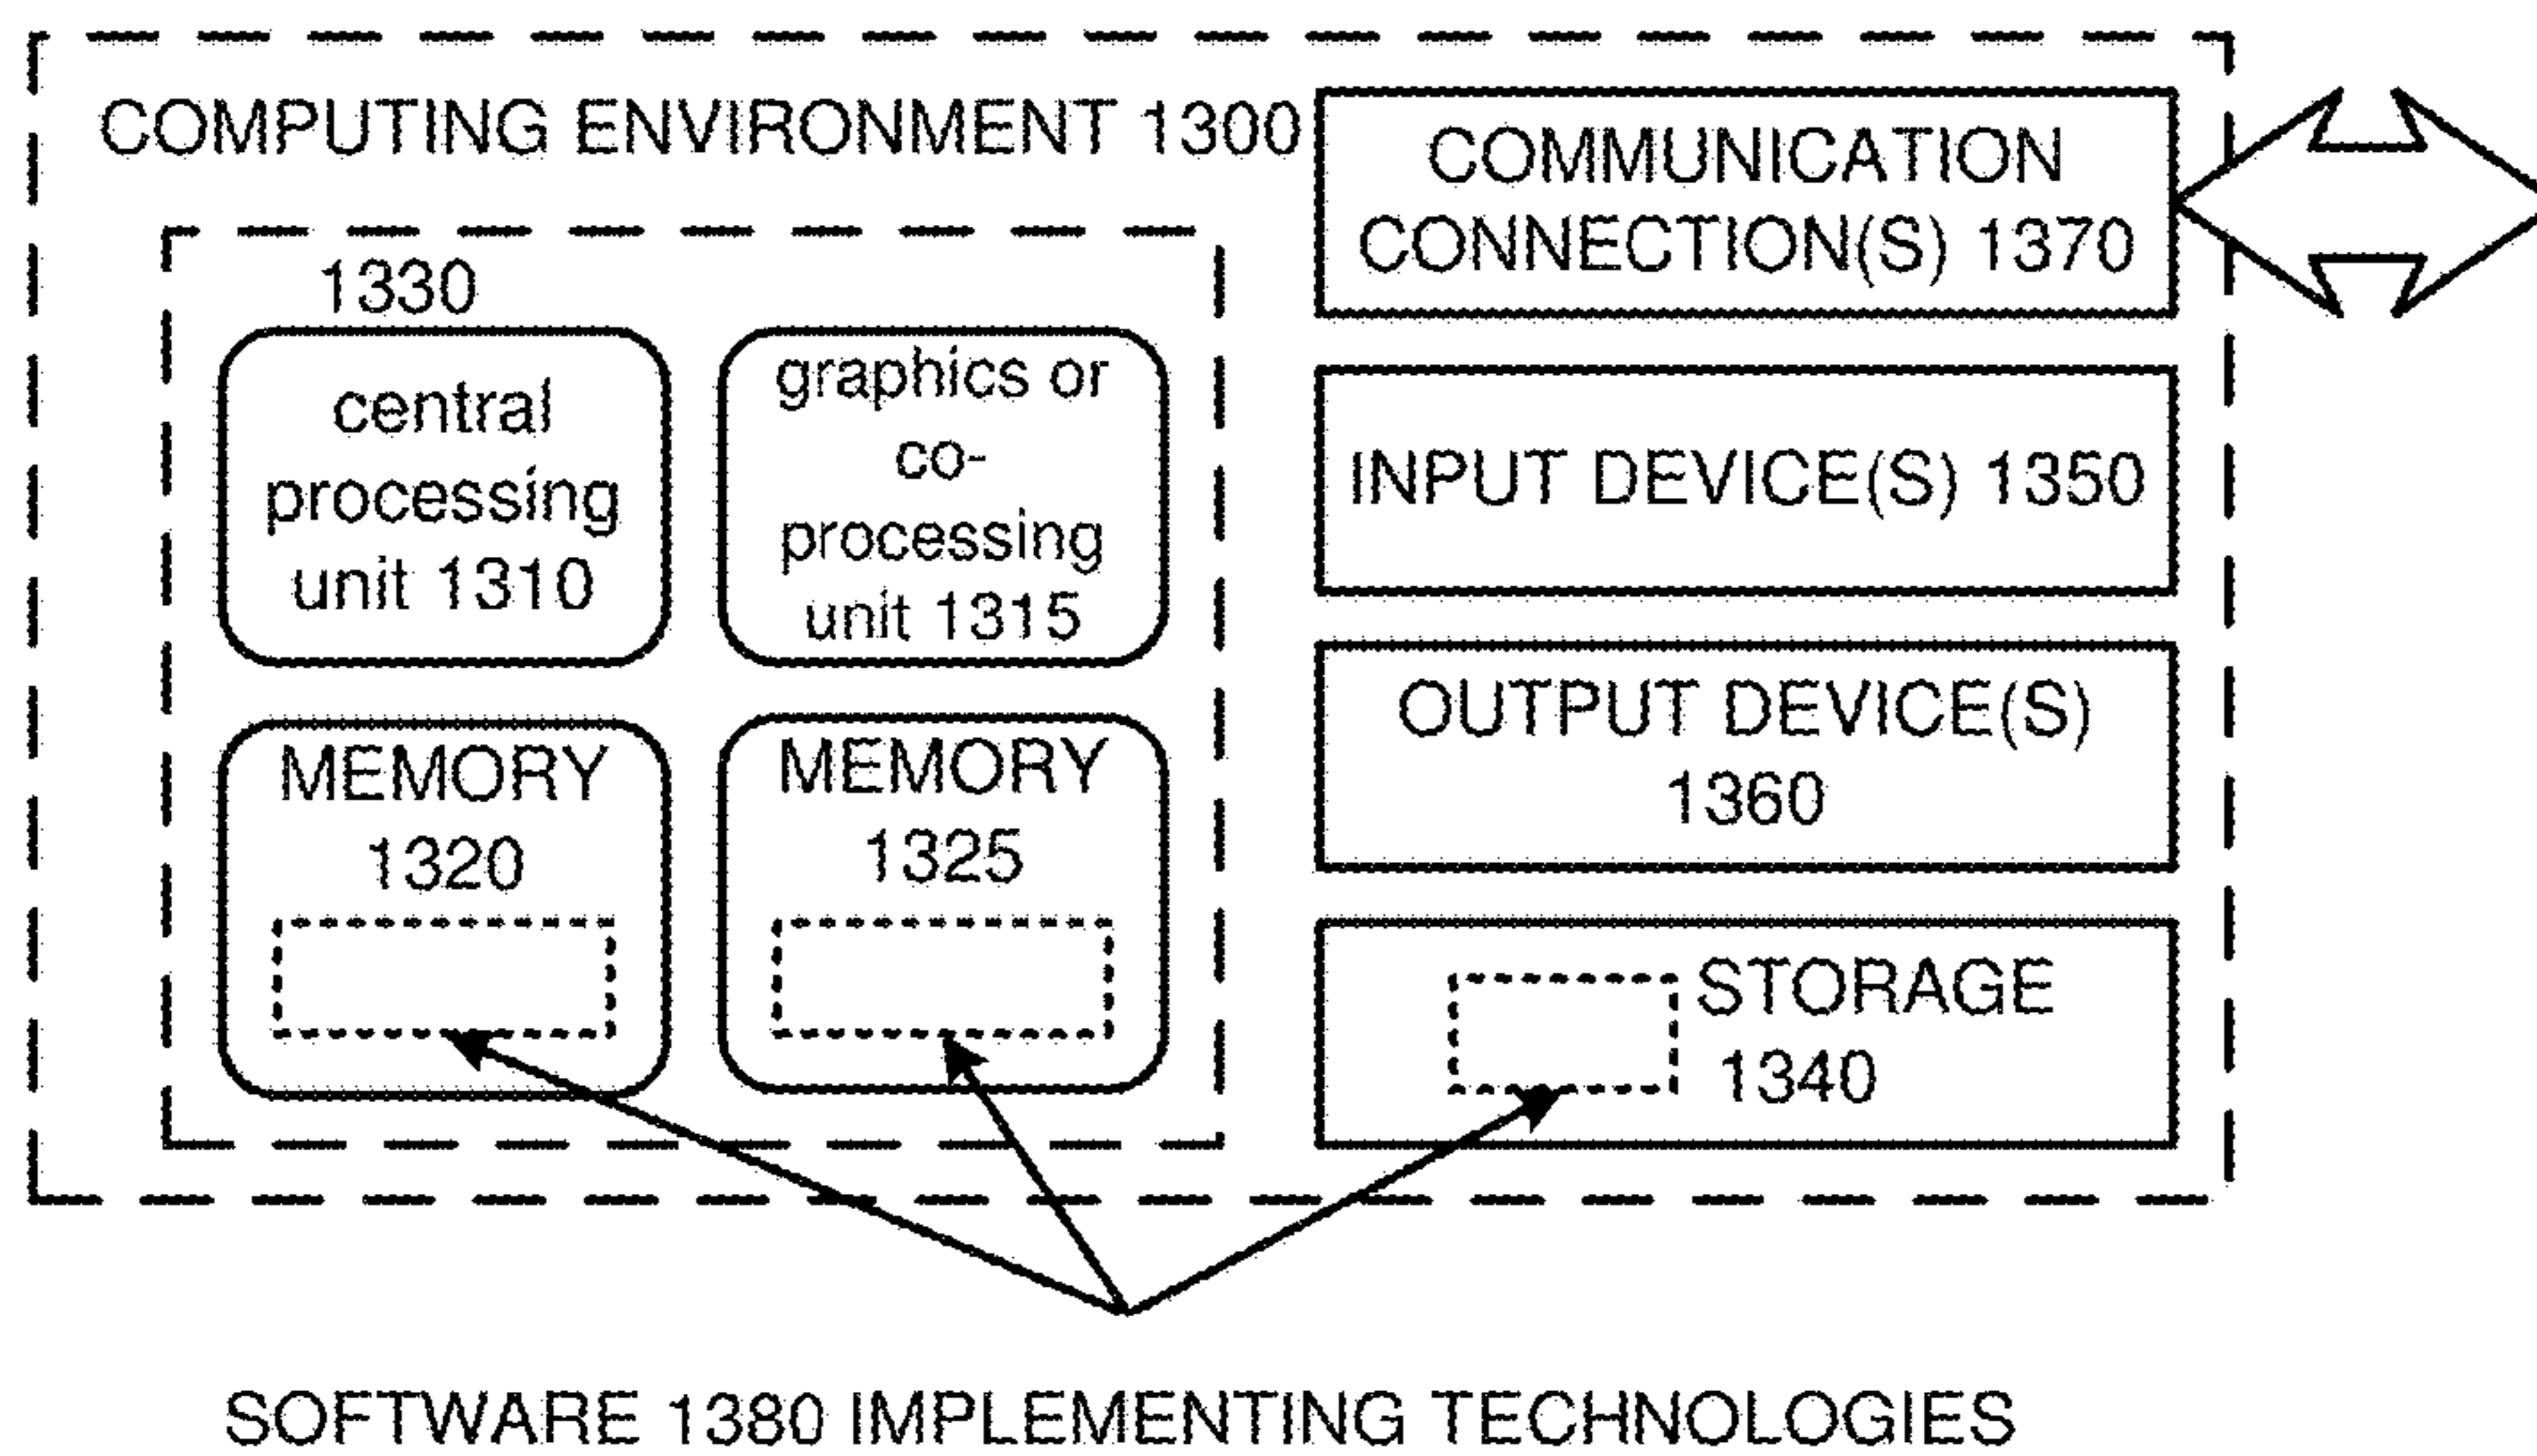 COMPUTING ENVIRONMENT 1300
1330
central
processing
unit 1310
graphics or
co-
processing
unit 1315
MEMORY
1320
MEMORY
1325
COMMUNICATION
CONNECTION(S) 1370
INPUT DEVICE(S) 1350
OUTPUT DEVICE(S)
1360
STORAGE
1340
SOFTWARE 1380 IMPLEMENTING TECHNOLOGIES